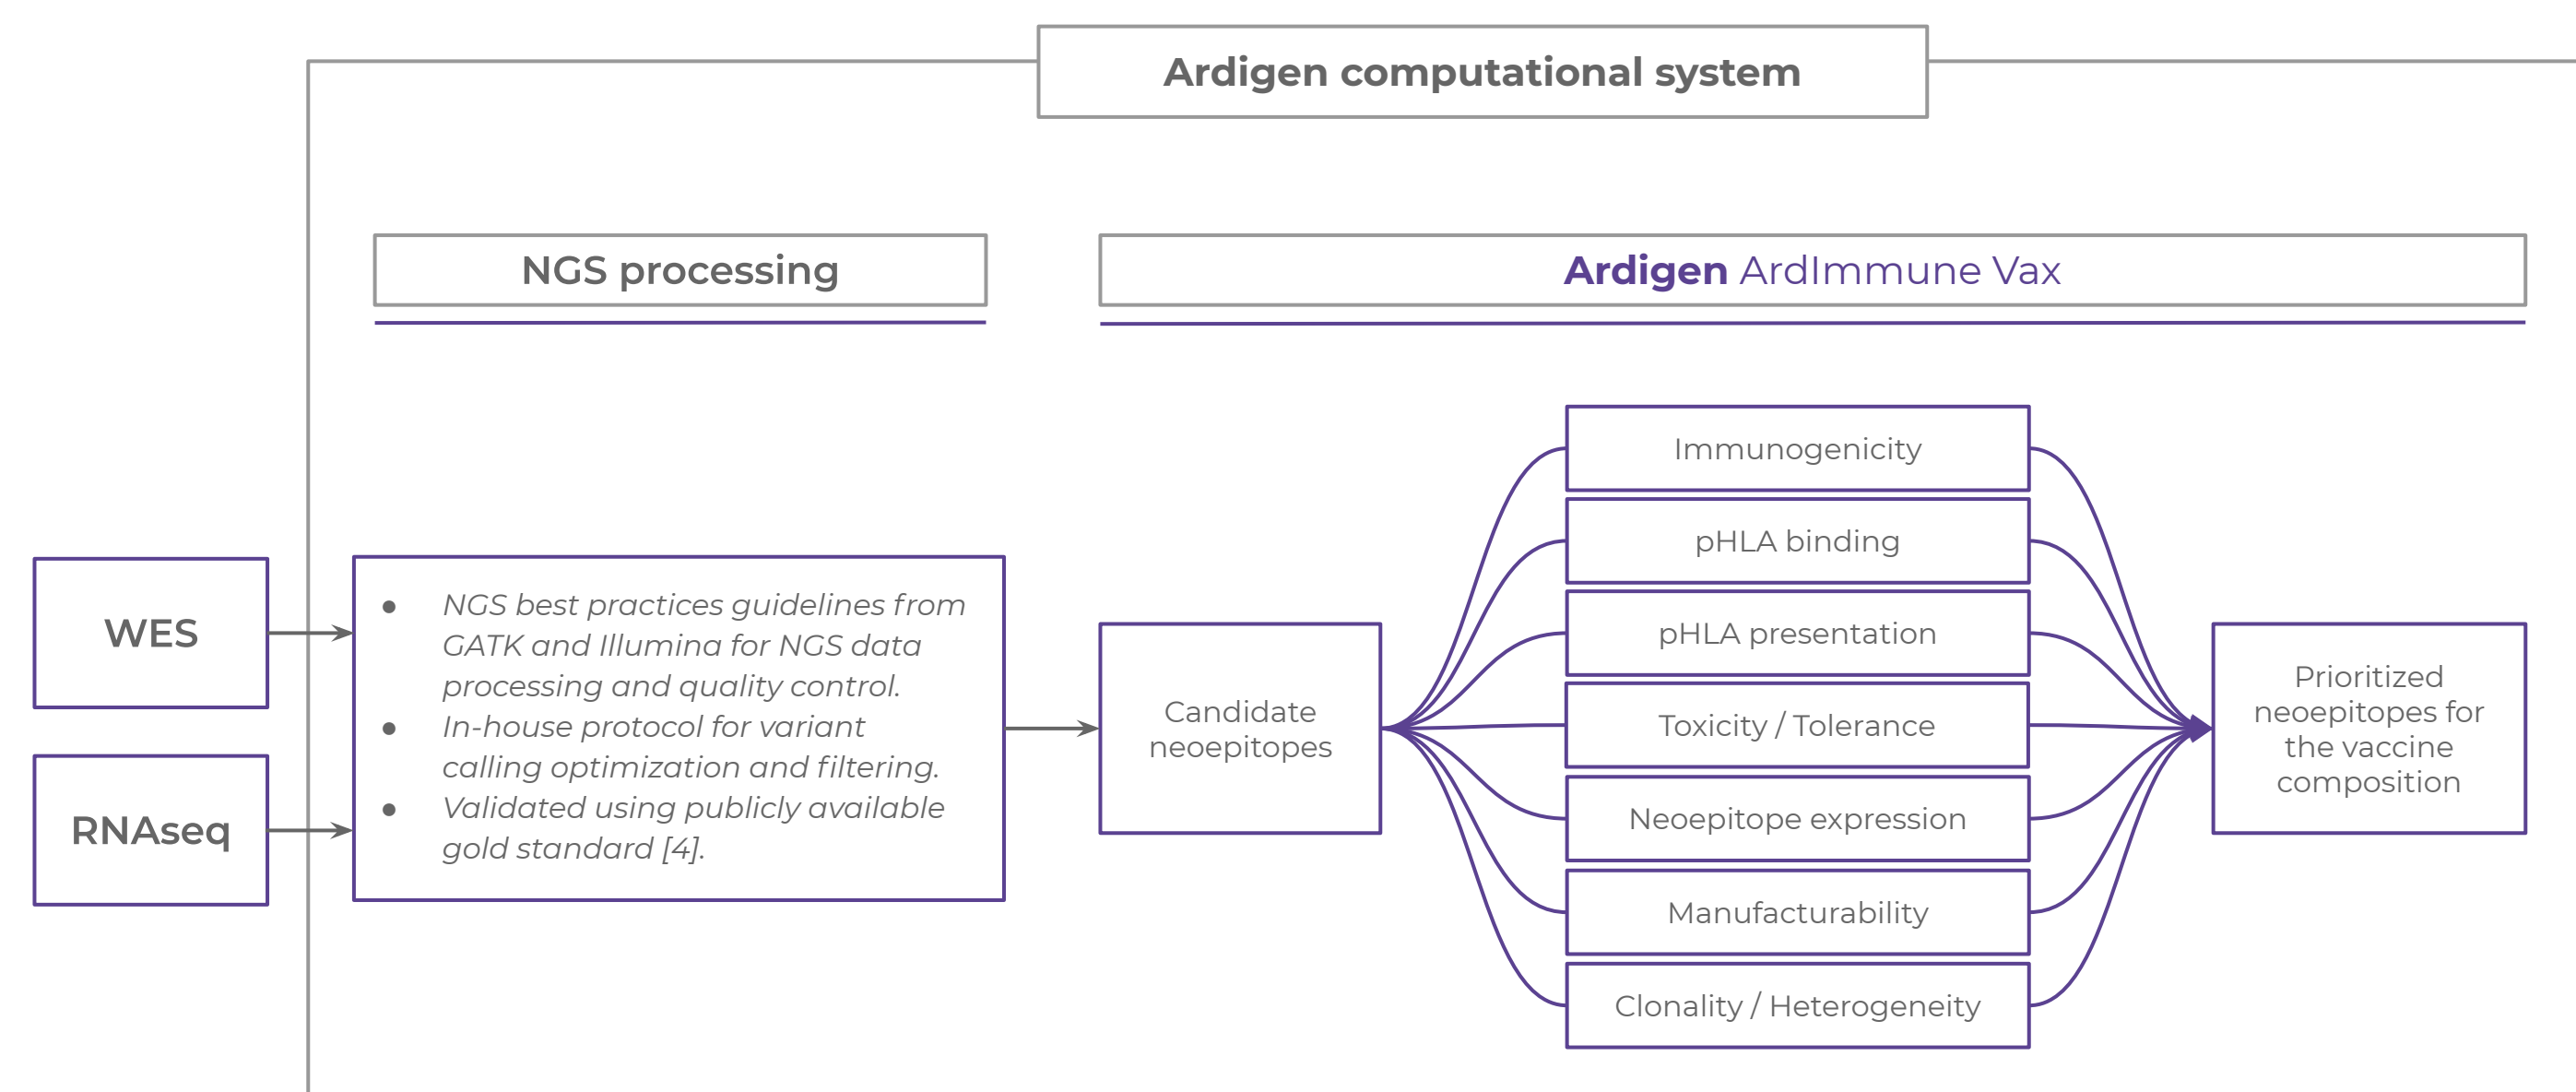 Ardigen computational system
NGS processing
Ardigen ArdImmune Vax
WES
RNAseq
● NGS best practices guidelines from
GATK and Illumina for NGS data
processing and quality control.
● In-house protocol for variant
calling optimization and filtering.
● Validated using publicly available
gold standard [4].
Candidate
neoepitopes
Immunogenicity
pHLA binding
pHLA presentation
Toxicity / Tolerance
Neoepitope expression
Manufacturability
Clonality / Heterogeneity
Prioritized
neoepitopes for
the vaccine
composition